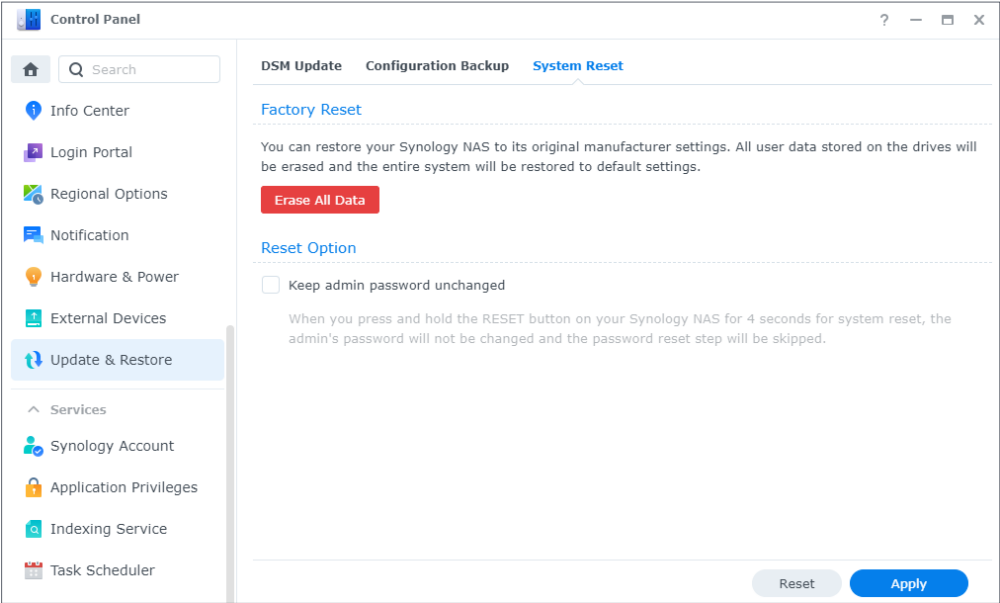 Control Panel
?
Search
Info Center
Login Portal
Regional Options
Notification
Hardware & Power
External Devices
Update & Restore
Services
Synology Account
Application Privileges
Indexing Service
Task Scheduler
DSM Update Configuration Backup System Reset
Factory Reset
You can restore your Synology NAS to its original manufacturer settings. All user data stored on the drives will
be erased and the entire system will be restored to default settings.
Erase All Data
Reset Option
Keep admin password unchanged
When you press and hold the RESET button on your Synology NAS for 4 seconds for system reset, the
admin's password will not be changed and the password reset step will be skipped.
Reset Apply